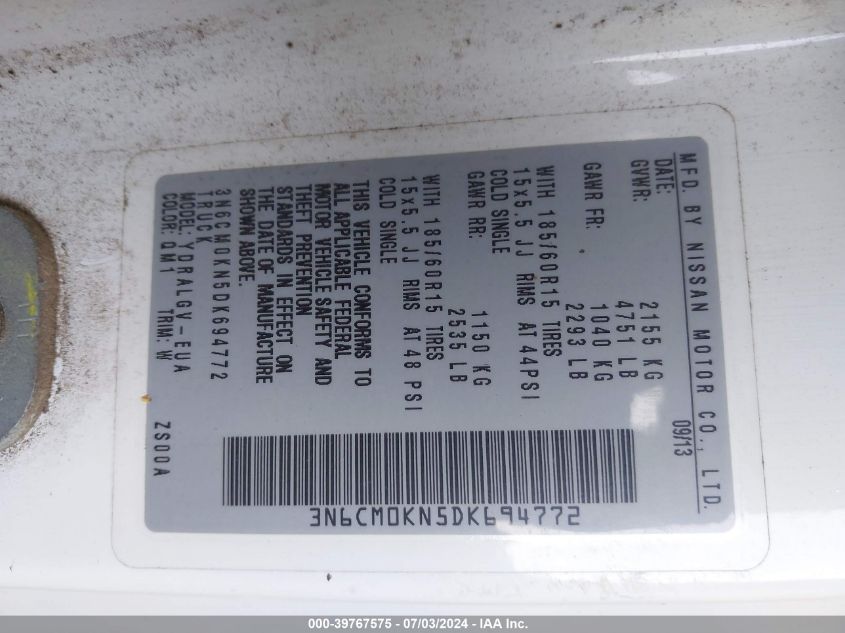 MFD. BY NISSAN MOTOR CO., LTD.
DATE: 09/13
GVWR: 2155 KG
4751 LB
GAWR FR: 1040 KG
2293 LB
WITH 185/60R15 TIRES
15x5.5 JJ RIMS AT 44PSI
COLD SINGLE
GAWR RR: 1150 KG
2535 LB
WITH 185/60R15 TIRES
15x5.5 JJ RIMS AT 48 PSI
COLD SINGLE
THIS VEHICLE CONFORMS TO
ALL APPLICABLE FEDERAL
MOTOR VEHICLE SAFETY AND
THEFT PREVENTION
STANDARDS IN EFFECT ON
THE DATE OF MANUFACTURE
SHOWN ABOVE.
3N6CM0KN5DK694772
TRUCK
MODEL: YDRALGV-EUA
COLOR: QM1 TRIM: W ZS00A
3N6CM0KN5DK694772
000-39767575 - 07/03/2024 - IAA Inc.